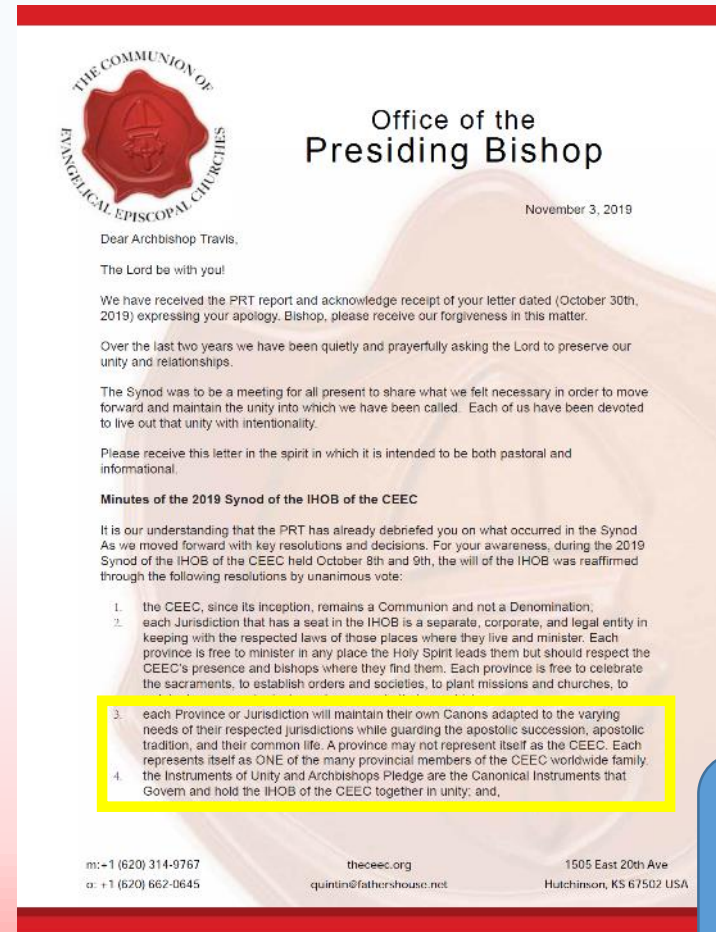 THE COMMUNION OF
EVANGELICAL EPISCOPAL CHURCHES
Office of the
Presiding Bishop
November 3, 2019
Dear Archbishop Travis,
The Lord be with you!
We have received the PRT report and acknowledge receipt of your letter dated (October 30th,
2019) expressing your apology. Bishop, please receive our forgiveness in this matter.
Over the last two years we have been quietly and prayerfully asking the Lord to preserve our
unity and relationships.
The Synod was to be a meeting for all present to share what we felt necessary in order to move
forward and maintain the unity into which we have been called. Each of us have been devoted
to live out that unity with intentionality.
Please receive this letter in the spirit in which it is intended to be both pastoral and
informational.
Minutes of the 2019 Synod of the IHOB of the CEEC
It is our understanding that the PRT has already debriefed you on what occurred in the Synod
As we moved forward with key resolutions and decisions. For your awareness, during the 2019
Synod of the IHOB of the CEEC held October 8th and 9th, the will of the IHOB was reaffirmed
through the following resolutions by unanimous vote:
1. the CEEC, since its inception, remains a Communion and not a Denomination;
2. each Jurisdiction that has a seat in the IHOB is a separate, corporate, and legal entity in
keeping with the respected laws of those places where they live and minister. Each
province is free to minister in any place the Holy Spirit leads them but should respect the
CEEC's presence and bishops where they find them. Each province is free to celebrate
the sacraments, to establish orders and societies, to plant missions and churches, to
3. each Province or Jurisdiction will maintain their own Canons adapted to the varying
needs of their respected jurisdictions while guarding the apostolic succession, apostolic
tradition, and their common life. A province may not represent itself as the CEEC. Each
represents itself as ONE of the many provincial members of the CEEC worldwide family.
4. the Instruments of Unity and Archbishops Pledge are the Canonical Instruments that
Govern and hold the IHOB of the CEEC together in unity; and,
m:+1 (620) 314-9767 theceec.org 1505 East 20th Ave
o: +1 (620) 662-0645 quintin@fathershouse.net Hutchinson, KS 67502 USA